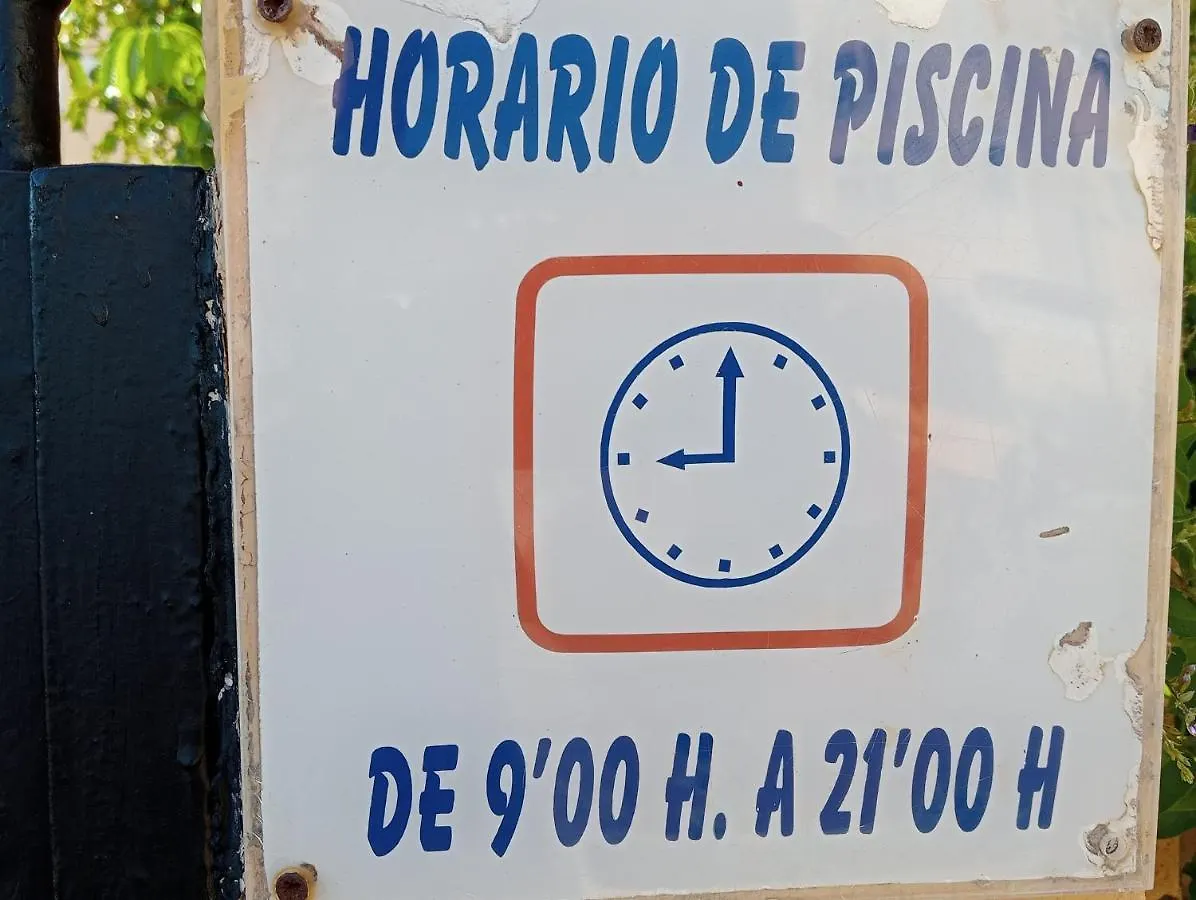 HORARIO DE PISCINA
DE 9'00 H. A 21'00 H